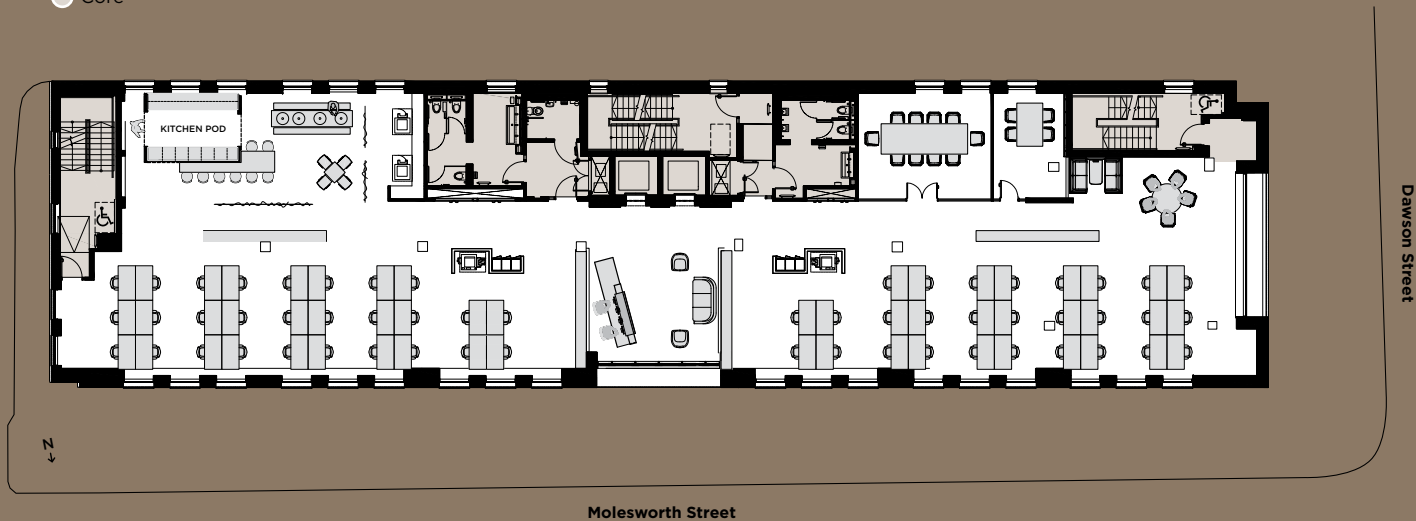 Core
KITCHEN POD
Dawson Street
N
Molesworth Street